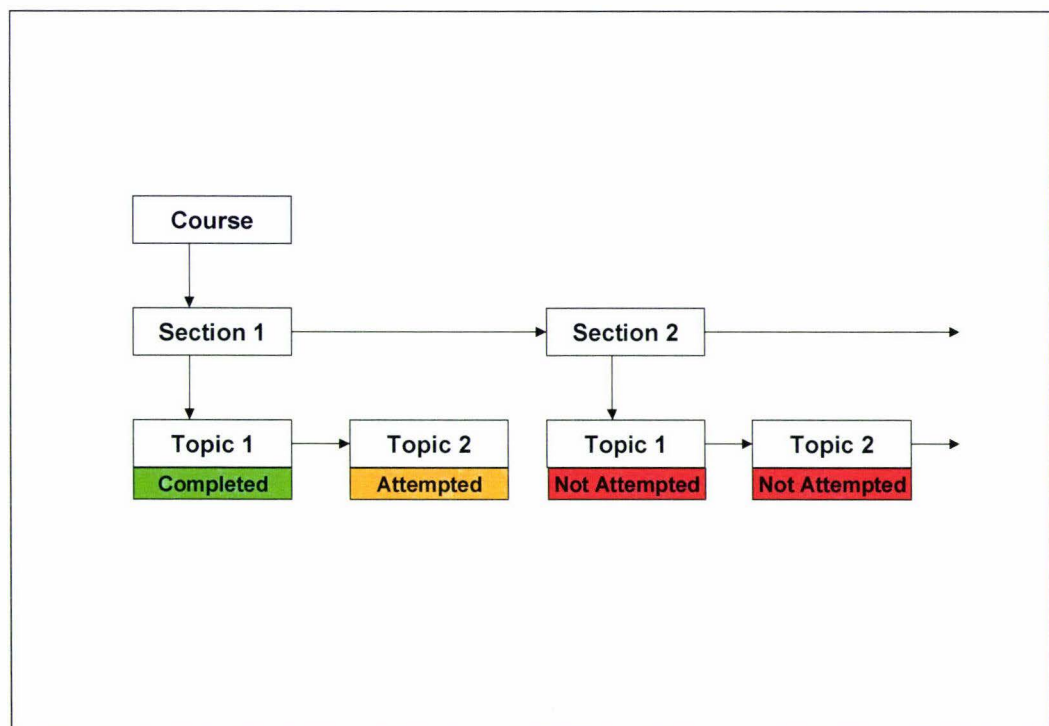 Course
Section 1
Section 2
Topic 1
Topic 2
Topic 1
Topic 2
Completed
Attempted
Not Attempted
Not Attempted